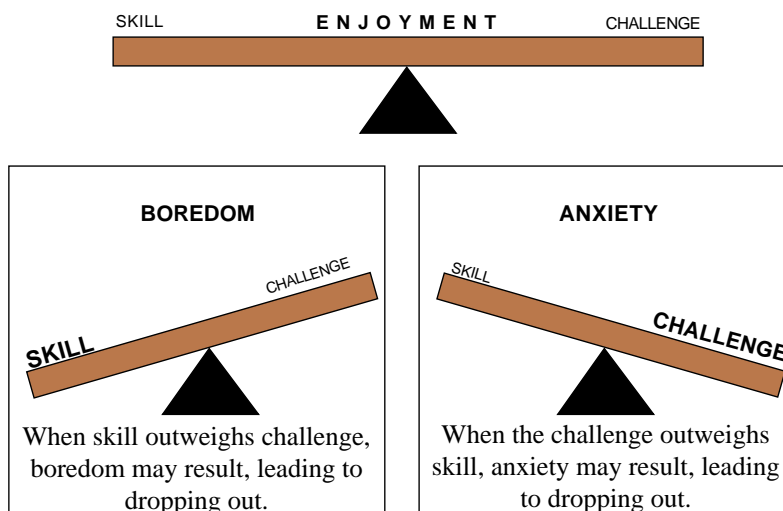 SKILL
ENJOYMENT
CHALLENGE
BOREDOM
CHALLENGE
SKILL
When skill outweighs challenge,
boredom may result, leading to
dropping out.
ANXIETY
SKILL
CHALLENGE
When the challenge outweighs
skill, anxiety may result, leading
to dropping out.